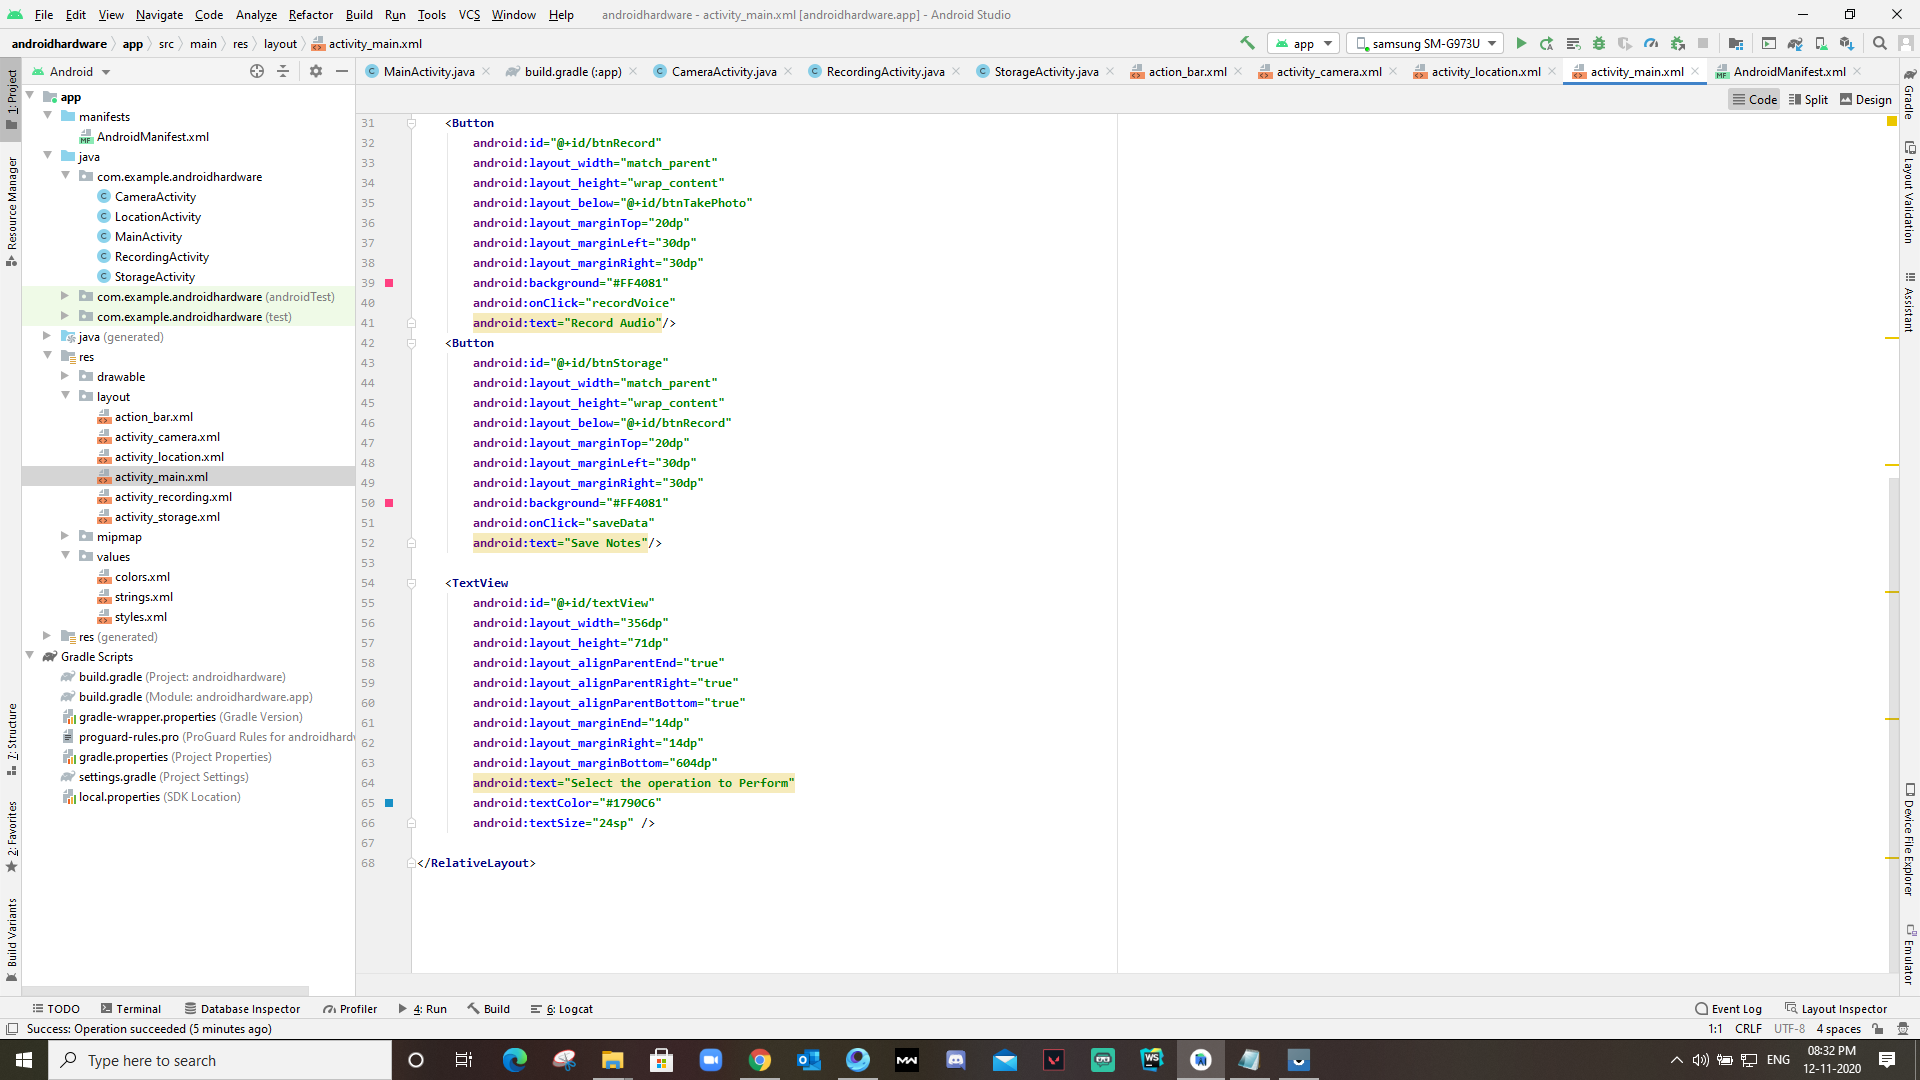 File Edit View Navigate Code Analyze Refactor Build Run Tools VCS Window Help androidhardware - activity_main.xml [androidhardware.app] - Android Studio
androidhardware app src main res layout activity_main.xml app samsung SM-G973U
Android MainActivity.java build.gradle (:app) CameraActivity.java RecordingActivity.java StorageActivity.java action_bar.xml activity_camera.xml activity_location.xml activity_main.xml AndroidManifest.xml
Code Split Design
1: Project
Resource Manager
7: Structure
2: Favorites
Build Variants
app
manifests
AndroidManifest.xml
java
com.example.androidhardware
CameraActivity
LocationActivity
MainActivity
RecordingActivity
StorageActivity
com.example.androidhardware (androidTest)
com.example.androidhardware (test)
java (generated)
res
drawable
layout
action_bar.xml
activity_camera.xml
activity_location.xml
activity_main.xml
activity_recording.xml
activity_storage.xml
mipmap
values
colors.xml
strings.xml
styles.xml
res (generated)
Gradle Scripts
build.gradle (Project: androidhardware)
build.gradle (Module: androidhardware.app)
gradle-wrapper.properties (Gradle Version)
proguard-rules.pro (ProGuard Rules for androidhardw
gradle.properties (Project Properties)
settings.gradle (Project Settings)
local.properties (SDK Location)
31 <Button
32 android:id="@+id/btnRecord"
33 android:layout_width="match_parent"
34 android:layout_height="wrap_content"
35 android:layout_below="@+id/btnTakePhoto"
36 android:layout_marginTop="20dp"
37 android:layout_marginLeft="30dp"
38 android:layout_marginRight="30dp"
39 android:background="#FF4081"
40 android:onClick="recordVoice"
41 android:text="Record Audio"/>
42 <Button
43 android:id="@+id/btnStorage"
44 android:layout_width="match_parent"
45 android:layout_height="wrap_content"
46 android:layout_below="@+id/btnRecord"
47 android:layout_marginTop="20dp"
48 android:layout_marginLeft="30dp"
49 android:layout_marginRight="30dp"
50 android:background="#FF4081"
51 android:onClick="saveData"
52 android:text="Save Notes"/>
53
54 <TextView
55 android:id="@+id/textView"
56 android:layout_width="356dp"
57 android:layout_height="71dp"
58 android:layout_alignParentEnd="true"
59 android:layout_alignParentRight="true"
60 android:layout_alignParentBottom="true"
61 android:layout_marginEnd="14dp"
62 android:layout_marginRight="14dp"
63 android:layout_marginBottom="604dp"
64 android:text="Select the operation to Perform"
65 android:textColor="#1790C6"
66 android:textSize="24sp" />
67
68 </RelativeLayout>
Gradle
Layout Validation
Assistant
Device File Explorer
Emulator
TODO Terminal Database Inspector Profiler 4: Run Build 6: Logcat Event Log Layout Inspector
Success: Operation succeeded (5 minutes ago) 1:1 CRLF UTF-8 4 spaces
Type here to search ENG 08:32 PM
12-11-2020